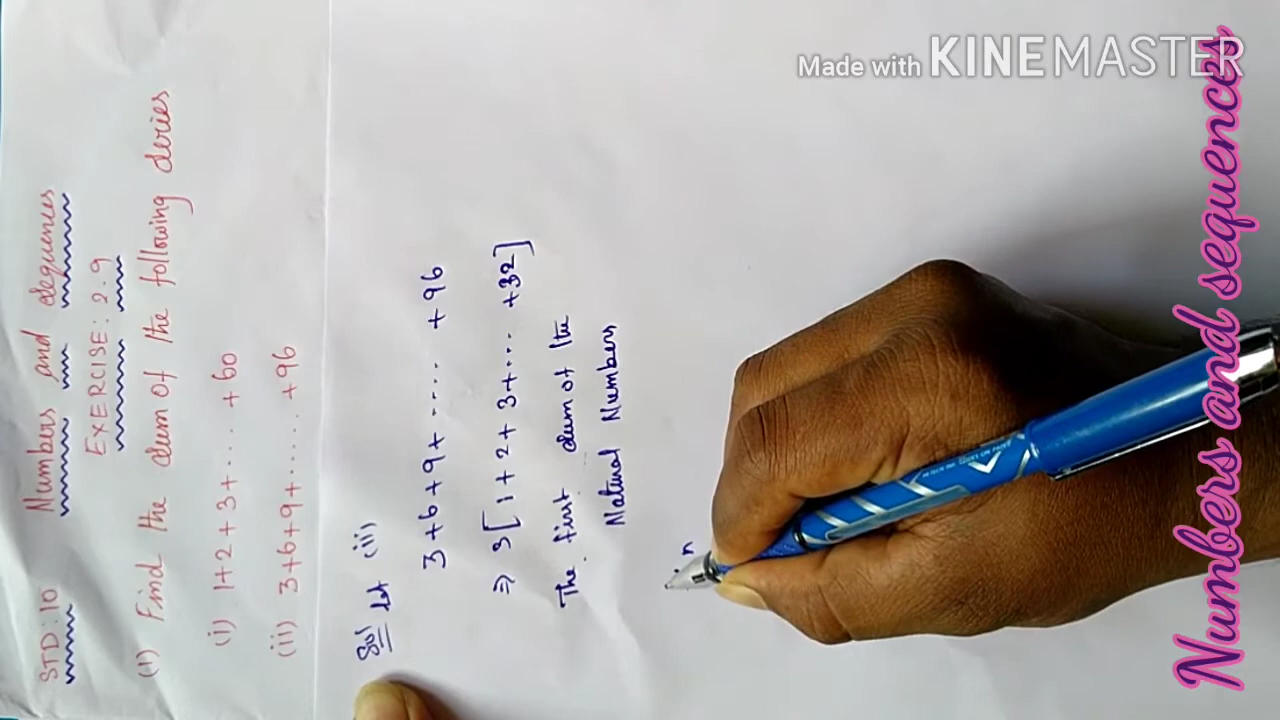 STD: 10 Numbers and sequences
EXERCISE: 2.9
(1) Find the sum of the following series
(i) 1+2+3+.... +60
(ii) 3+6+9+..... +96
Sol let (ii)
3+6+9+..... +96
⇒ 3[1+2+3+... +32]
The first sum of the
Natural Numbers
n
Made with KINEMASTER
Numbers and sequences